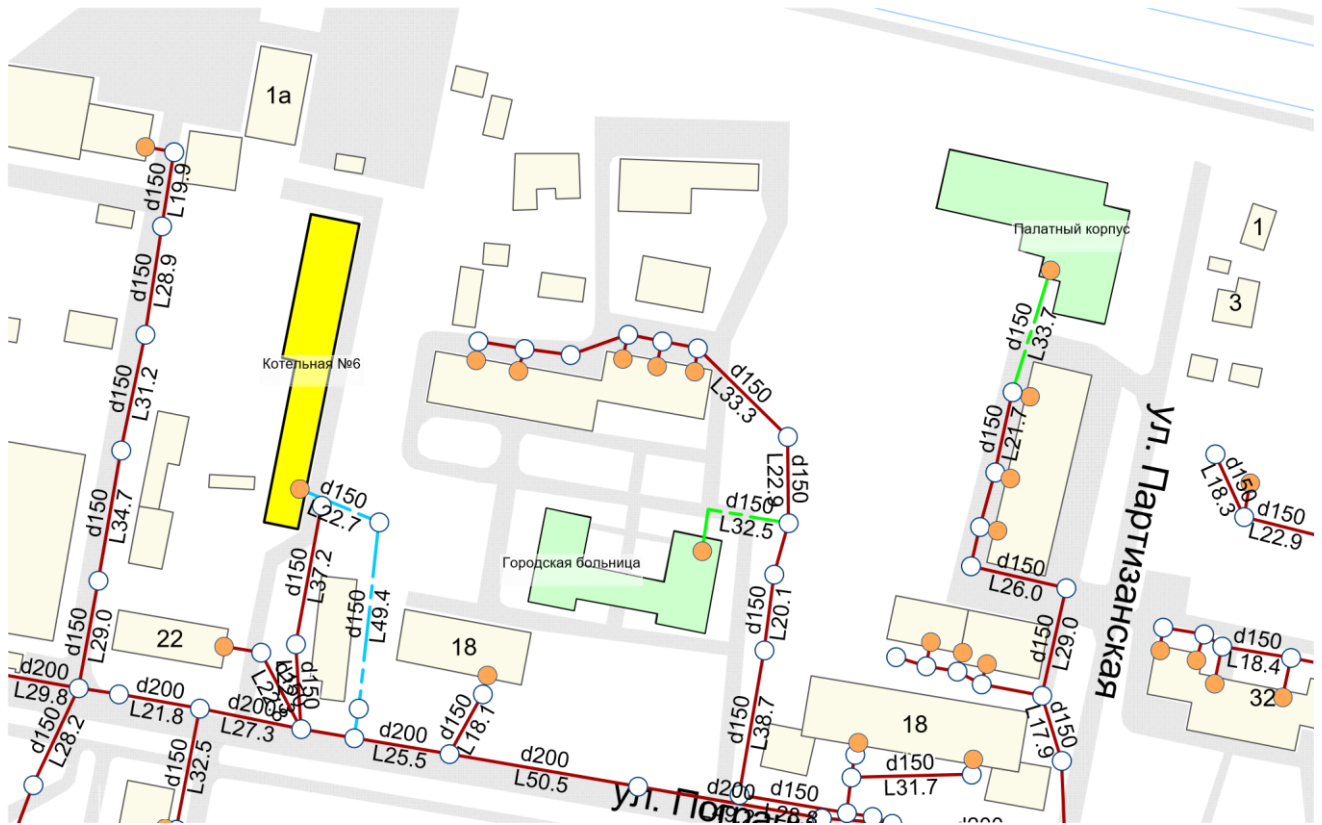 1а
d150
L19.9
Палатный корпус
1
d150
L28.9
3
d150
L33.7
Котельная №6
d150
L31.2
d150
L33.3
d150
L21.7
ул. Партизанская
d150
L22.9
d150
L18.3
d150
L34.7
d150
L22.7
d150
L32.5
d150
L22.9
Городская больница
d150
L37.2
d150
L49.4
d150
L20.1
d150
L26.0
d150
L29.0
22
18
d150
L29.0
d150
L18.4
d200
L29.8
d200
L21.8
d200
L27.3
d150
d150
L18.1
32
d150
L28.2
d150
L32.5
d200
L25.5
d200
L50.5
d150
L38.7
18
d150
L17.9
d150
L31.7
d200
d150
L28.8
d200